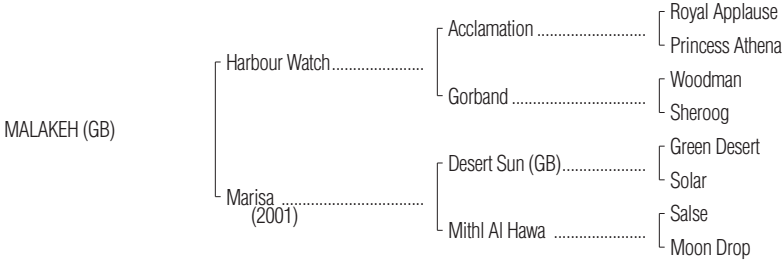 Royal Applause
Acclamation ..........................
Princess Athena
Harbour Watch......................
Woodman
Gorband ................................
Sheroog
MALAKEH (GB)
Green Desert
Desert Sun (GB)....................
Solar
Marisa ..................................
(2001)
Salse
Mithl Al Hawa ......................
Moon Drop